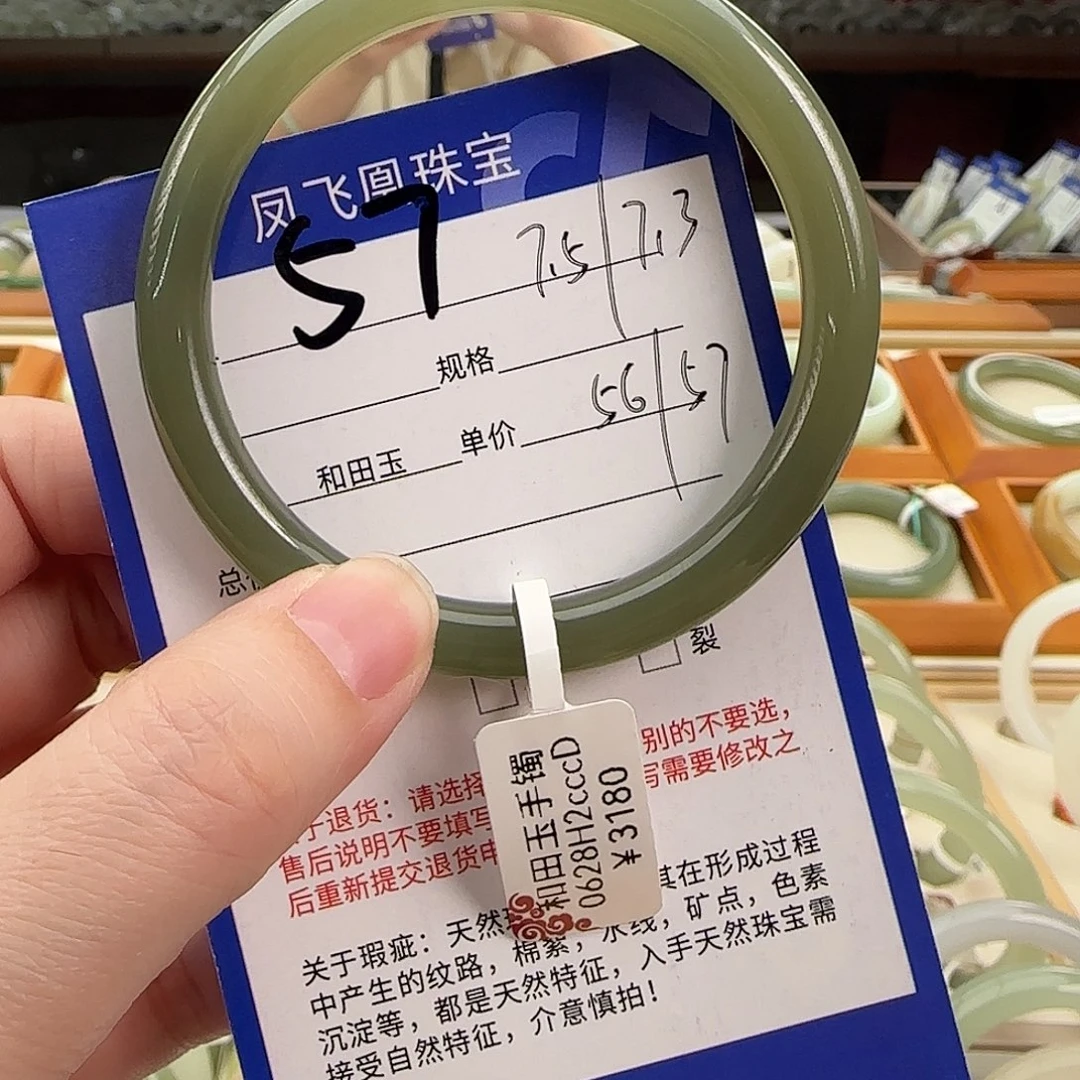 凤飞凰珠宝
57
7.5/7.3
规格
56/57
和田玉 单价
裂
别的不要选，
退货：请选择
写需要修改之
售后说明不要填写
后重新提交退货申
和田玉手镯
0628H2cccD
¥3180
其在形成过程
关于瑕疵：天然
中产生的纹路，棉絮，水线，矿点，色素
沉淀等，都是天然特征，入手天然珠宝需
接受自然特征，介意慎拍！